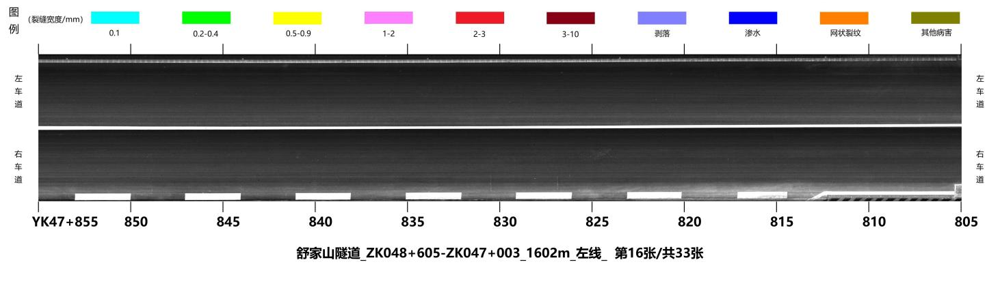 图例 (裂缝宽度/mm) 0.1 0.2-0.4 0.5-0.9 1-2 2-3 3-10 剥落 渗水 网状裂纹 其他病害
左车道 左车道
右车道 右车道
YK47+855 850 845 840 835 830 825 820 815 810 805
舒家山隧道_ZK048+605-ZK047+003_1602m_左线_ 第16张/共33张